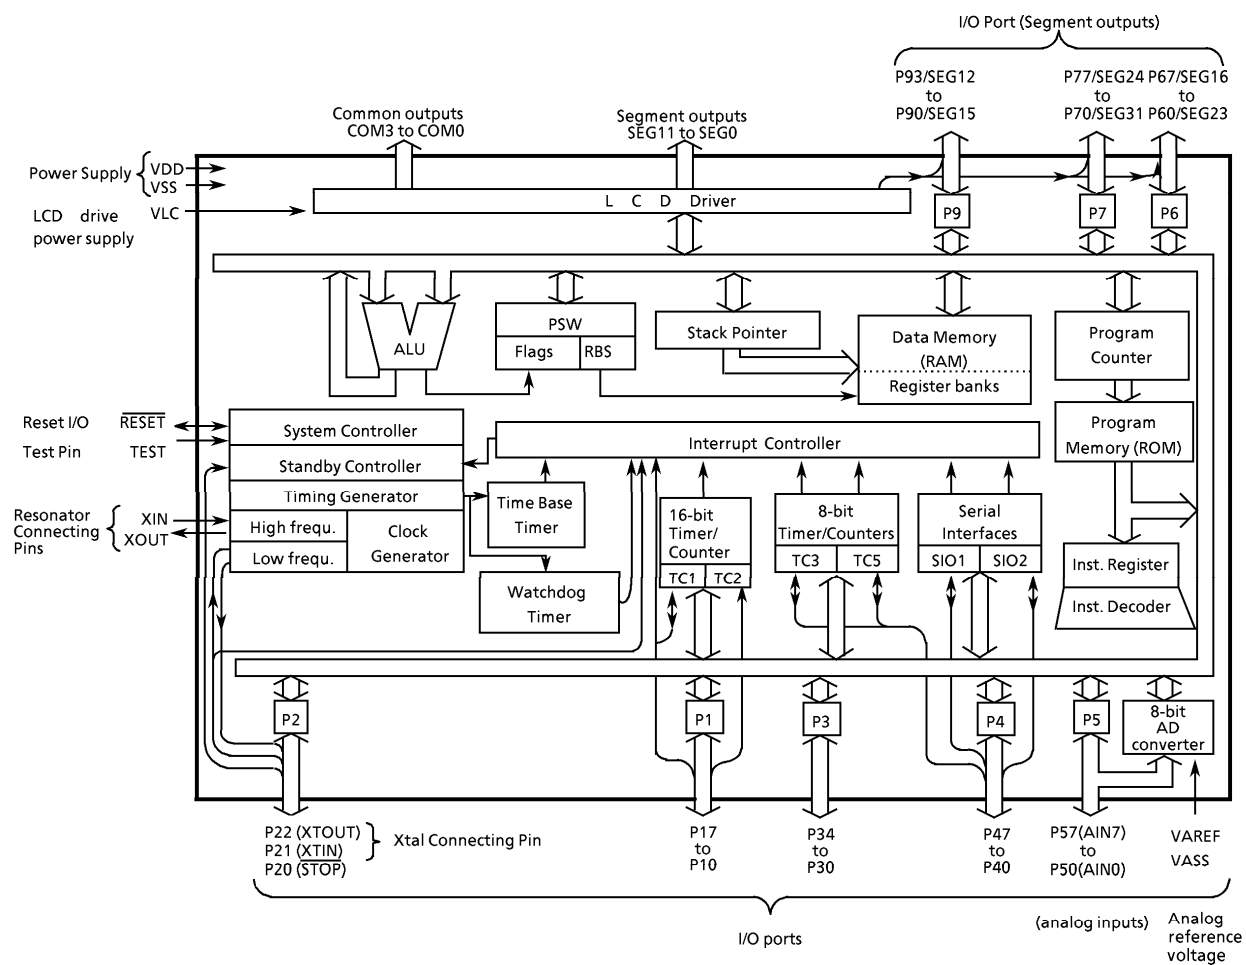 I/O Port (Segment outputs)
P93/SEG12
to
P90/SEG15
P77/SEG24
to
P70/SEG31
P67/SEG16
to
P60/SEG23
Common outputs
COM3 to COM0
Segment outputs
SEG11 to SEG0
Power Supply
VDD
VSS
LCD drive
power supply
VLC
L C D Driver
P9
P7
P6
ALU
PSW
Flags
RBS
Stack Pointer
Data Memory
(RAM)
Register banks
Program
Counter
Reset I/O
RESET
Test Pin
TEST
System Controller
Standby Controller
Timing Generator
High frequ.
Low frequ.
Clock
Generator
Interrupt Controller
Program
Memory (ROM)
Resonator
Connecting
Pins
XIN
XOUT
Time Base
Timer
Watchdog
Timer
16-bit
Timer/
Counter
TC1
TC2
8-bit
Timer/Counters
TC3
TC5
Serial
Interfaces
SIO1
SIO2
Inst. Register
Inst. Decoder
P2
P1
P3
P4
P5
8-bit
AD
converter
P22 (XTOUT)
P21 (XTIN)
P20 (STOP)
Xtal Connecting Pin
P17
to
P10
P34
to
P30
P47
to
P40
P57(AIN7)
to
P50(AIN0)
VAREF
VASS
I/O ports
(analog inputs)
Analog
reference
voltage